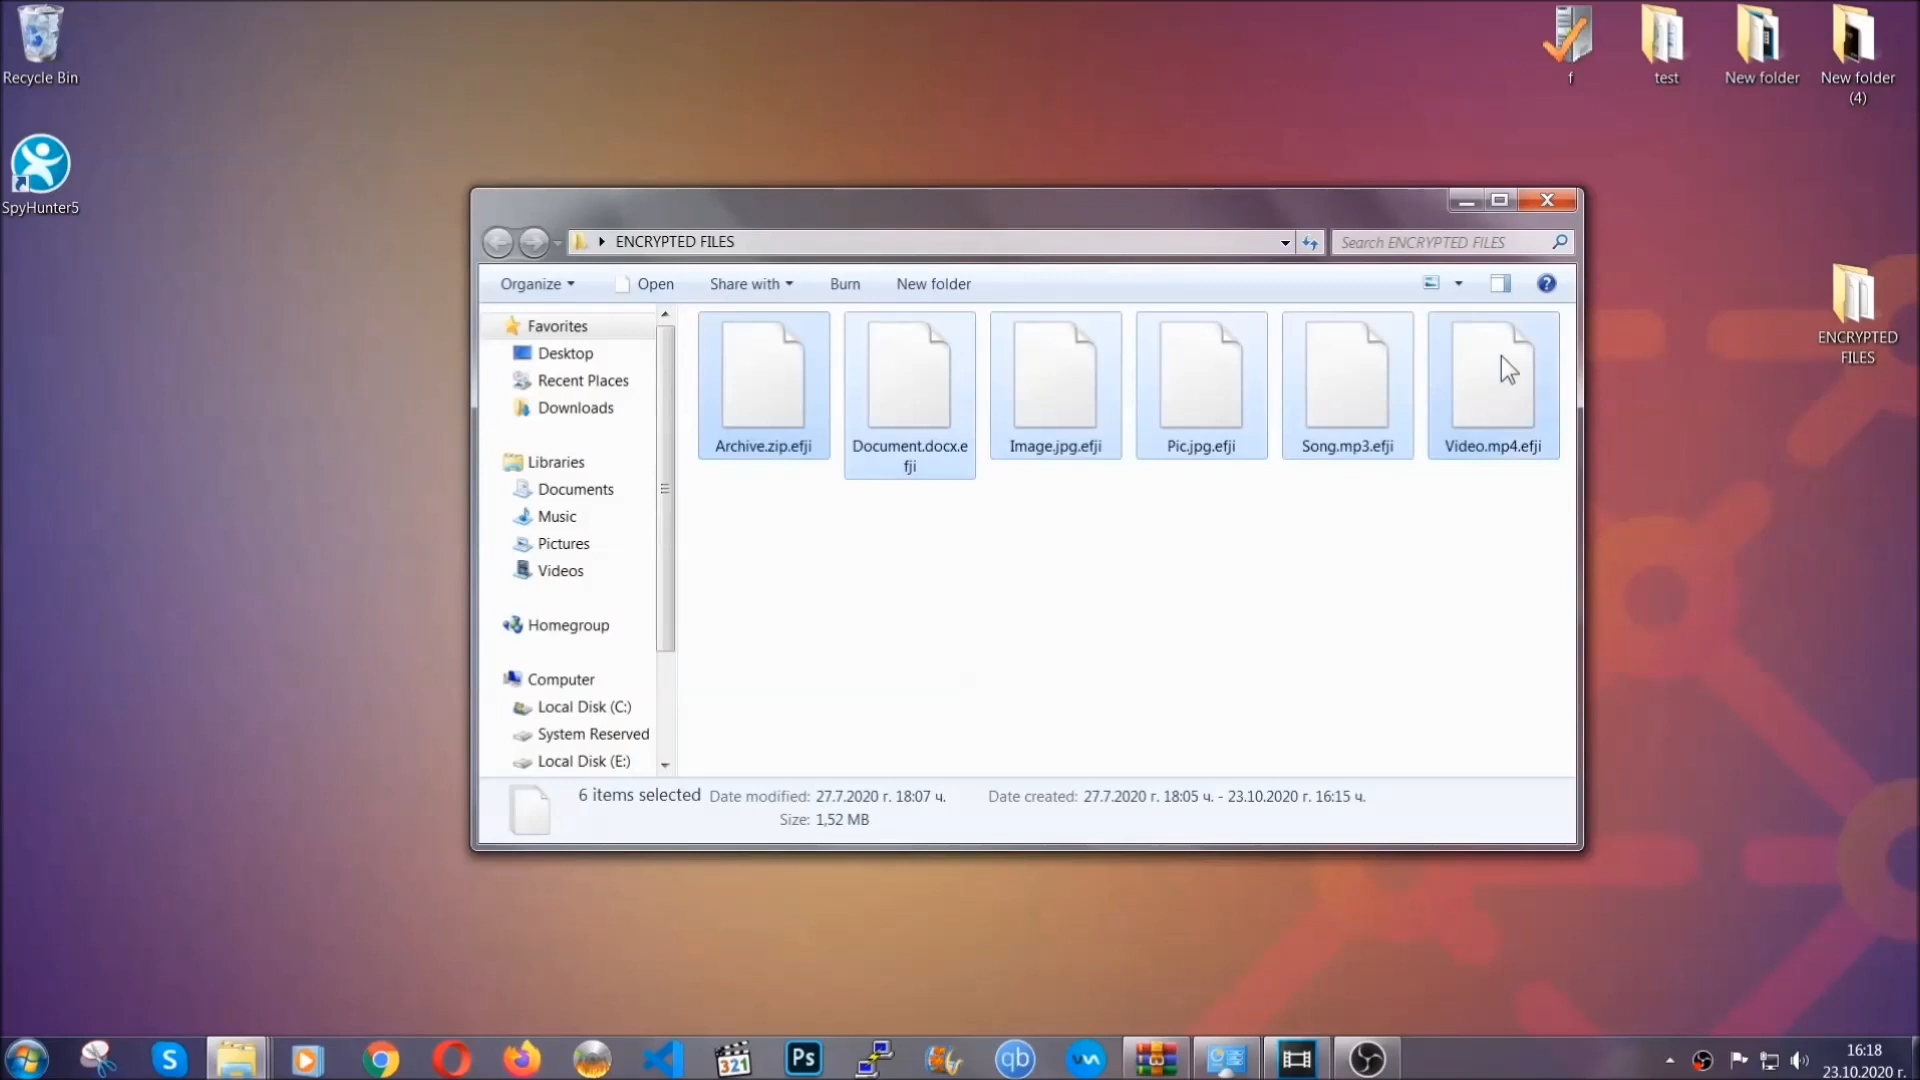 Recycle Bin
SpyHunter5
f
test
New folder
New folder
(4)
ENCRYPTED
FILES
ENCRYPTED FILES
Search ENCRYPTED FILES
Organize
Open
Share with
Burn
New folder
Favorites
Desktop
Recent Places
Downloads
Libraries
Documents
Music
Pictures
Videos
Homegroup
Computer
Local Disk (C:)
System Reserved
Local Disk (E:)
Archive.zip.efji
Document.docx.e
fji
Image.jpg.efji
Pic.jpg.efji
Song.mp3.efji
Video.mp4.efji
6 items selected Date modified: 27.7.2020 г. 18:07 ч. Date created: 27.7.2020 г. 18:05 ч. - 23.10.2020 г. 16:15 ч.
Size: 1,52 MB
S
321
Ps
qb
16:18
23.10.2020 г.